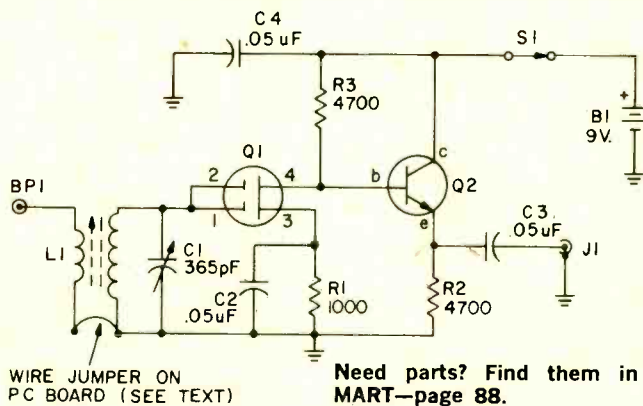 C4
.05uF
S1
R3
4700
+
B1
9V.
Q1
c
BP1
2
4
b
Q2
1
3
e
C3
.05uF
J1
L1
C1
365pF
C2
.05uF
R1
1000
R2
4700
WIRE JUMPER ON
PC BOARD (SEE TEXT)
Need parts? Find them in
MART—page 88.